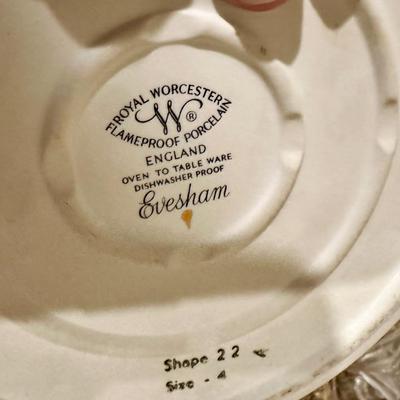 ROYAL WORCESTER
W ®
FLAMEPROOF PORCELAIN
ENGLAND
OVEN TO TABLE WARE
DISHWASHER PROOF
Evesham
Shape 22
Size - 4